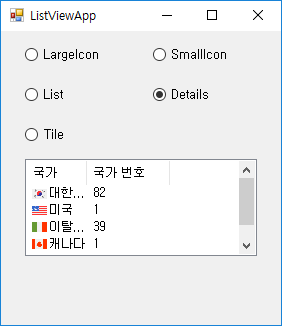 ListViewApp
LargeIcon SmallIcon
List Details
Tile
국가 국가 번호
대한... 82
미국 1
이탈... 39
캐나다 1